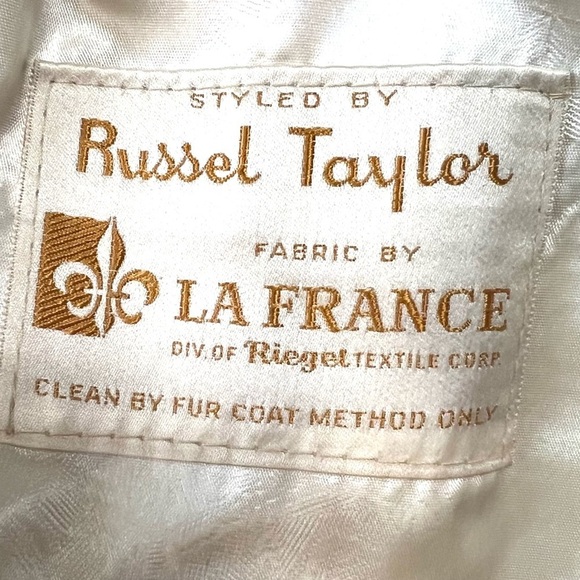 STYLED BY
Russel Taylor
FABRIC BY
LA FRANCE
DIV. OF Riegel TEXTILE CORP.
CLEAN BY FUR COAT METHOD ONLY